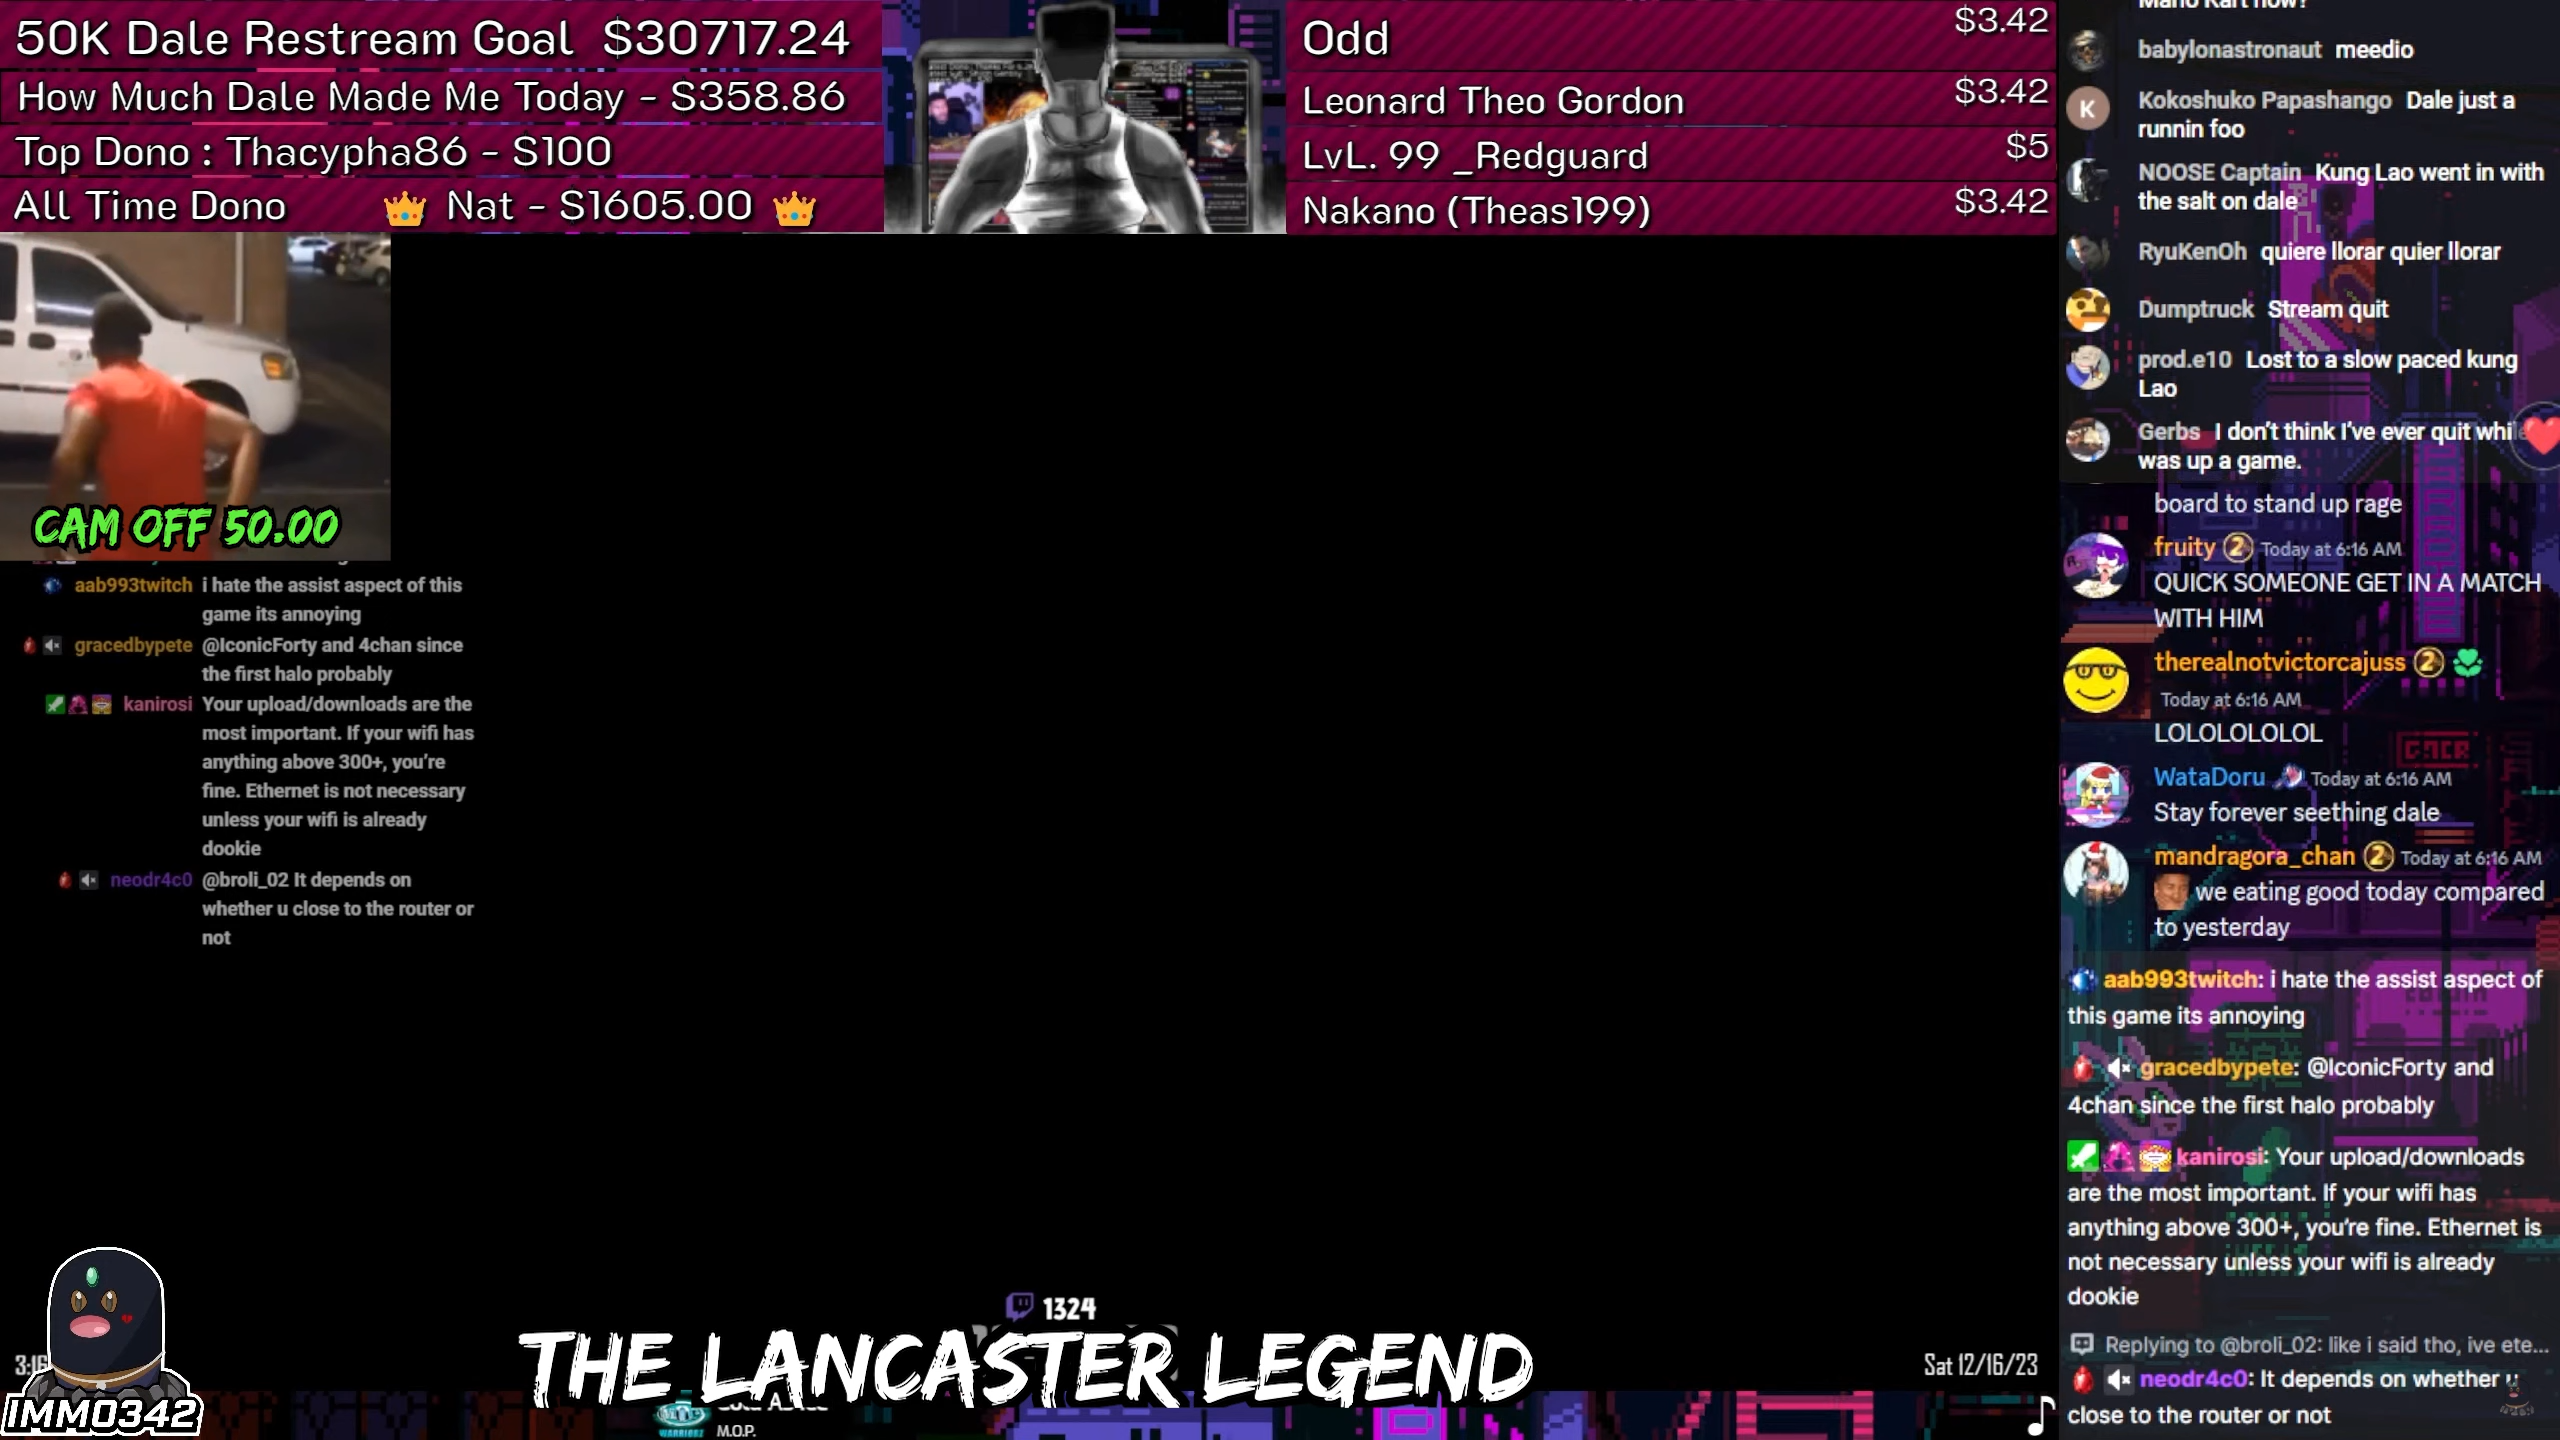 50K Dale Restream Goal $30717.24
How Much Dale Made Me Today - $358.86
Top Dono : Thacypha86 - $100
All Time Dono 👑 Nat - $1605.00 👑
Odd $3.42
Leonard Theo Gordon $3.42
LvL. 99 _Redguard $5
Nakano (Theas199) $3.42
CAM OFF 50.00
aab993twitch i hate the assist aspect of
game its annoying
gracedbypete @IconicForty and 4chan since
the first halo probably
kanirosi Your upload/downloads are the
most important. If your wifi has
anything above 300+, you're
fine. Ethernet is not necessary
unless your wifi is already
dookie
neodr4c0 @broli_02 It depends on
whether u close to the router or
not
1324
THE LANCASTER LEGEND
3:16
Sat 12/16/23
IMMO342
WARRIORZ
M.O.P.
Mario Kart now?
babylonastronaut meedio
K Kokoshuko Papashango Dale just a
runnin foo
NOOSE Captain Kung Lao went in with
the salt on dale
RyuKenOh quiere llorar quier llorar
Dumptruck Stream quit
prod.e10 Lost to a slow paced kung
Lao
Gerbs I don't think I've ever quit whil
was up a game.
board to stand up rage
fruity 2 Today at 6:16 AM
QUICK SOMEONE GET IN A MATCH
WITH HIM
therealnotvictorcajuss 2
Today at 6:16 AM
LOLOLOLOLOL
WataDoru Today at 6:16 AM
Stay forever seething dale
mandragora_chan 2 Today at 6:16 AM
we eating good today compared
to yesterday
aab993twitch: i hate the assist aspect of
this game its annoying
gracedbypete: @IconicForty and
4chan since the first halo probably
kanirosi: Your upload/downloads
are the most important. If your wifi has
anything above 300+, you're fine. Ethernet is
not necessary unless your wifi is already
dookie
Replying to @broli_02: like i said tho, ive ete...
neodr4c0: It depends on whether u
close to the router or not